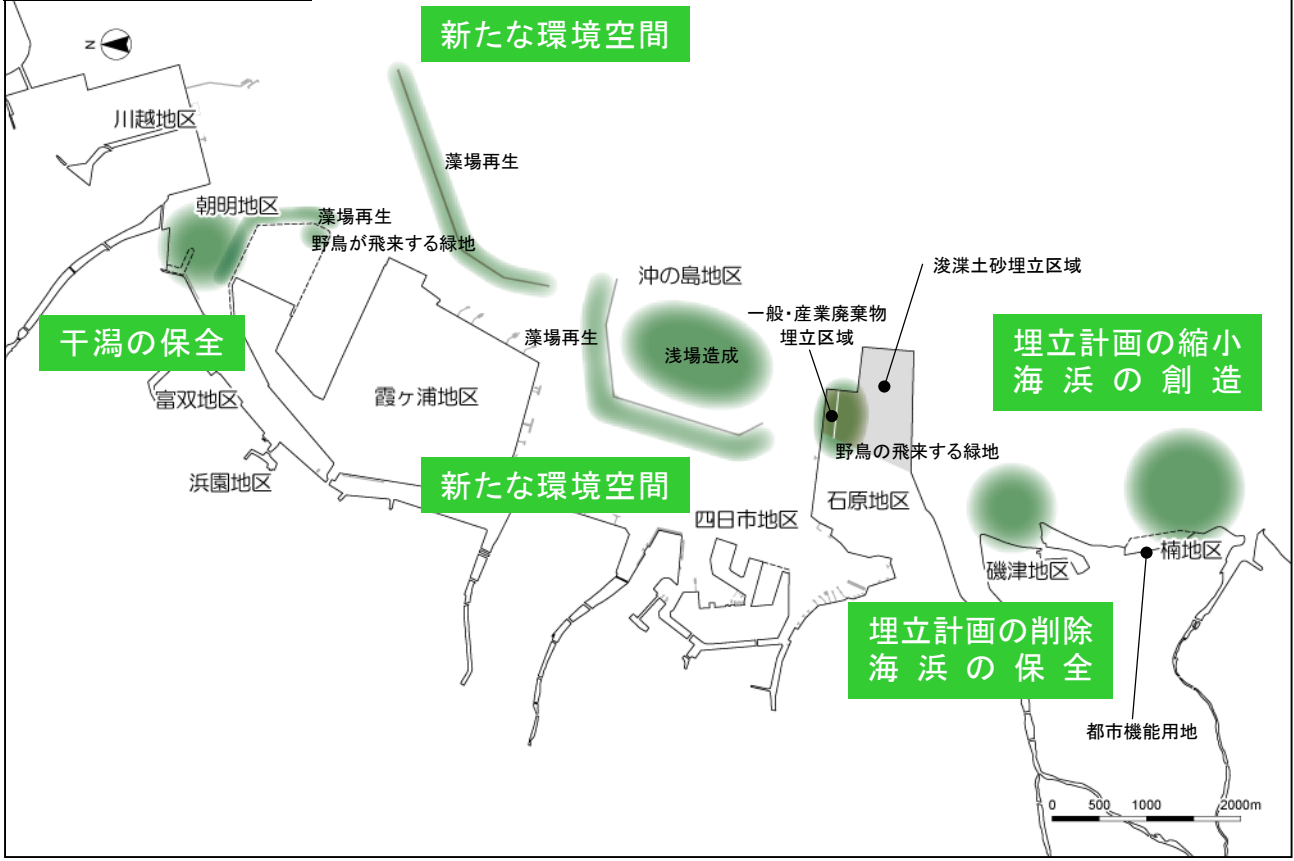 新たな環境空間
N
川越地区
藻場再生
朝明地区
藻場再生
野鳥が飛来する緑地
沖の島地区
浚渫土砂埋立区域
一般・産業廃棄物
埋立区域
干潟の保全
藻場再生
浅場造成
埋立計画の縮小
海浜の創造
富双地区
霞ヶ浦地区
野鳥の飛来する緑地
浜園地区
新たな環境空間
石原地区
四日市地区
楠地区
磯津地区
埋立計画の削除
海浜の保全
都市機能用地
0 500 1000 2000m